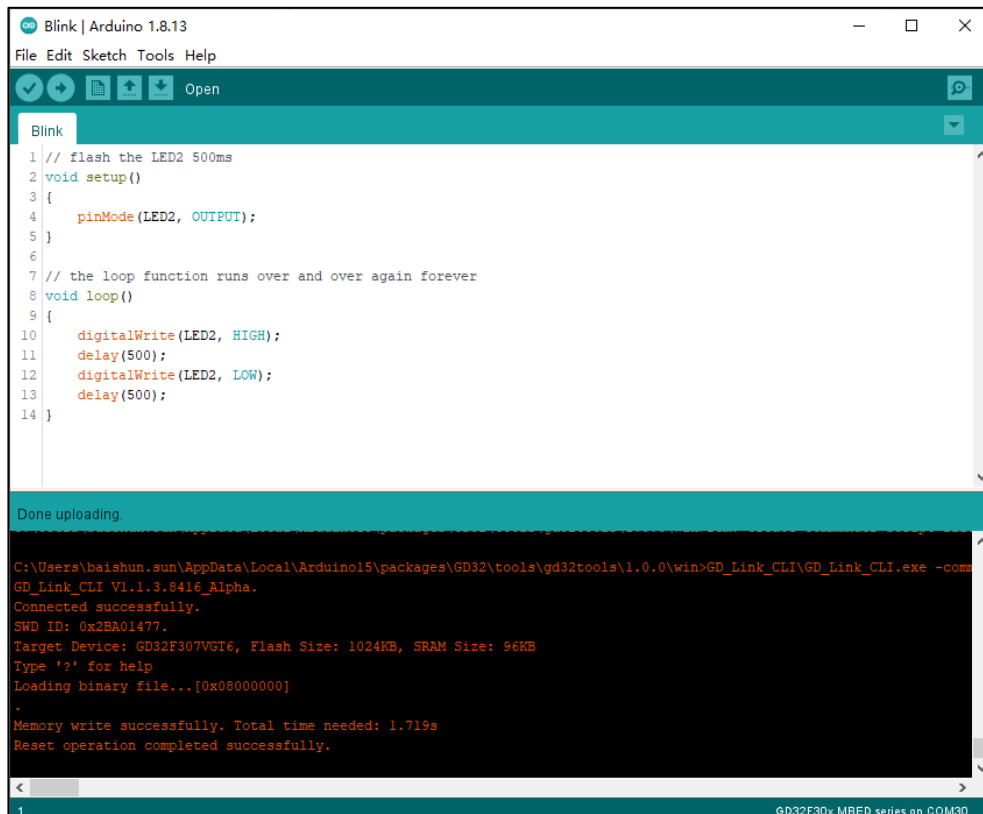 Blink | Arduino 1.8.13
File Edit Sketch Tools Help
Open
Blink
1 // flash the LED2 500ms
2 void setup()
3 {
4     pinMode(LED2, OUTPUT);
5 }
6
7 // the loop function runs over and over again forever
8 void loop()
9 {
10     digitalWrite(LED2, HIGH);
11     delay(500);
12     digitalWrite(LED2, LOW);
13     delay(500);
14 }
Done uploading.
C:\Users\baishun.sun\AppData\Local\Arduino15\packages\GD32\tools\gd32tools\1.0.0\win>GD_Link_CLI\GD_Link_CLI.exe -comm
GD_Link_CLI V1.1.3.8416_Alpha.
Connected successfully.
SWD ID: 0x2BA01477.
Target Device: GD32F307VGT6, Flash Size: 1024KB, SRAM Size: 96KB
Type '?' for help
Loading binary file...[0x08000000]
.
Memory write successfully. Total time needed: 1.719s
Reset operation completed successfully.
1 GD32F30x MBED series on COM30